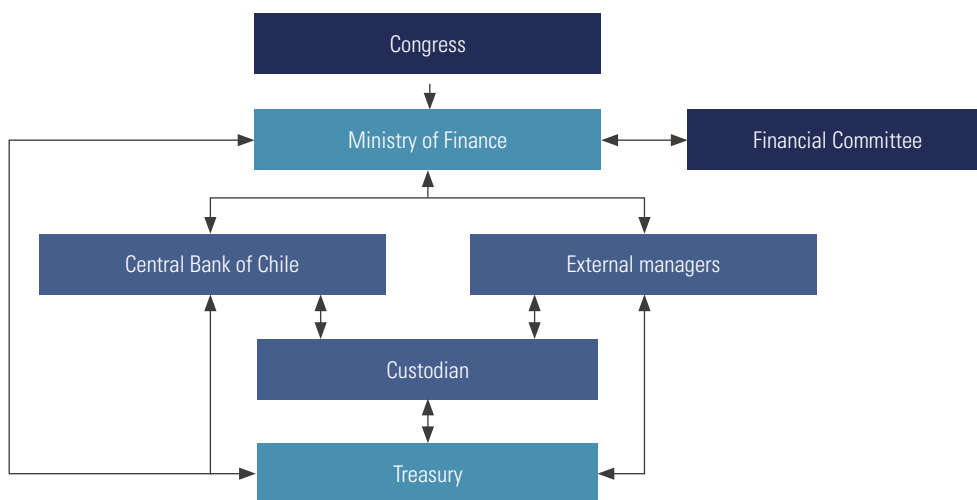 Congress
Ministry of Finance
Financial Committee
Central Bank of Chile
External managers
Custodian
Treasury